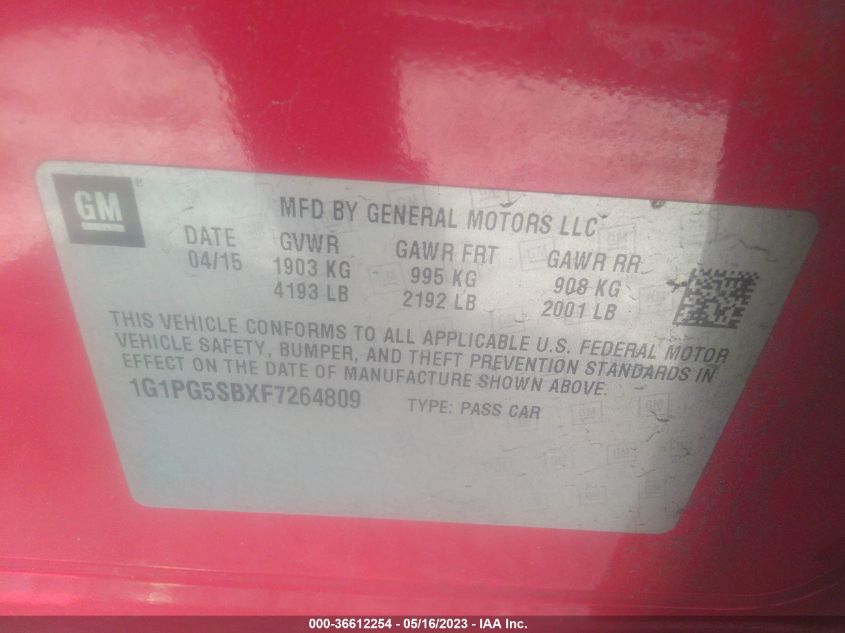 GM®
MFD BY GENERAL MOTORS LLC
DATE GVWR GAWR FRT GAWR RR
04/15 1903 KG 995 KG 908 KG
4193 LB 2192 LB 2001 LB
THIS VEHICLE CONFORMS TO ALL APPLICABLE U.S. FEDERAL MOTOR
VEHICLE SAFETY, BUMPER, AND THEFT PREVENTION STANDARDS IN
EFFECT ON THE DATE OF MANUFACTURE SHOWN ABOVE.
1G1PG5SBXF7264809 TYPE: PASS CAR
000-36612254 - 05/16/2023 - IAA Inc.